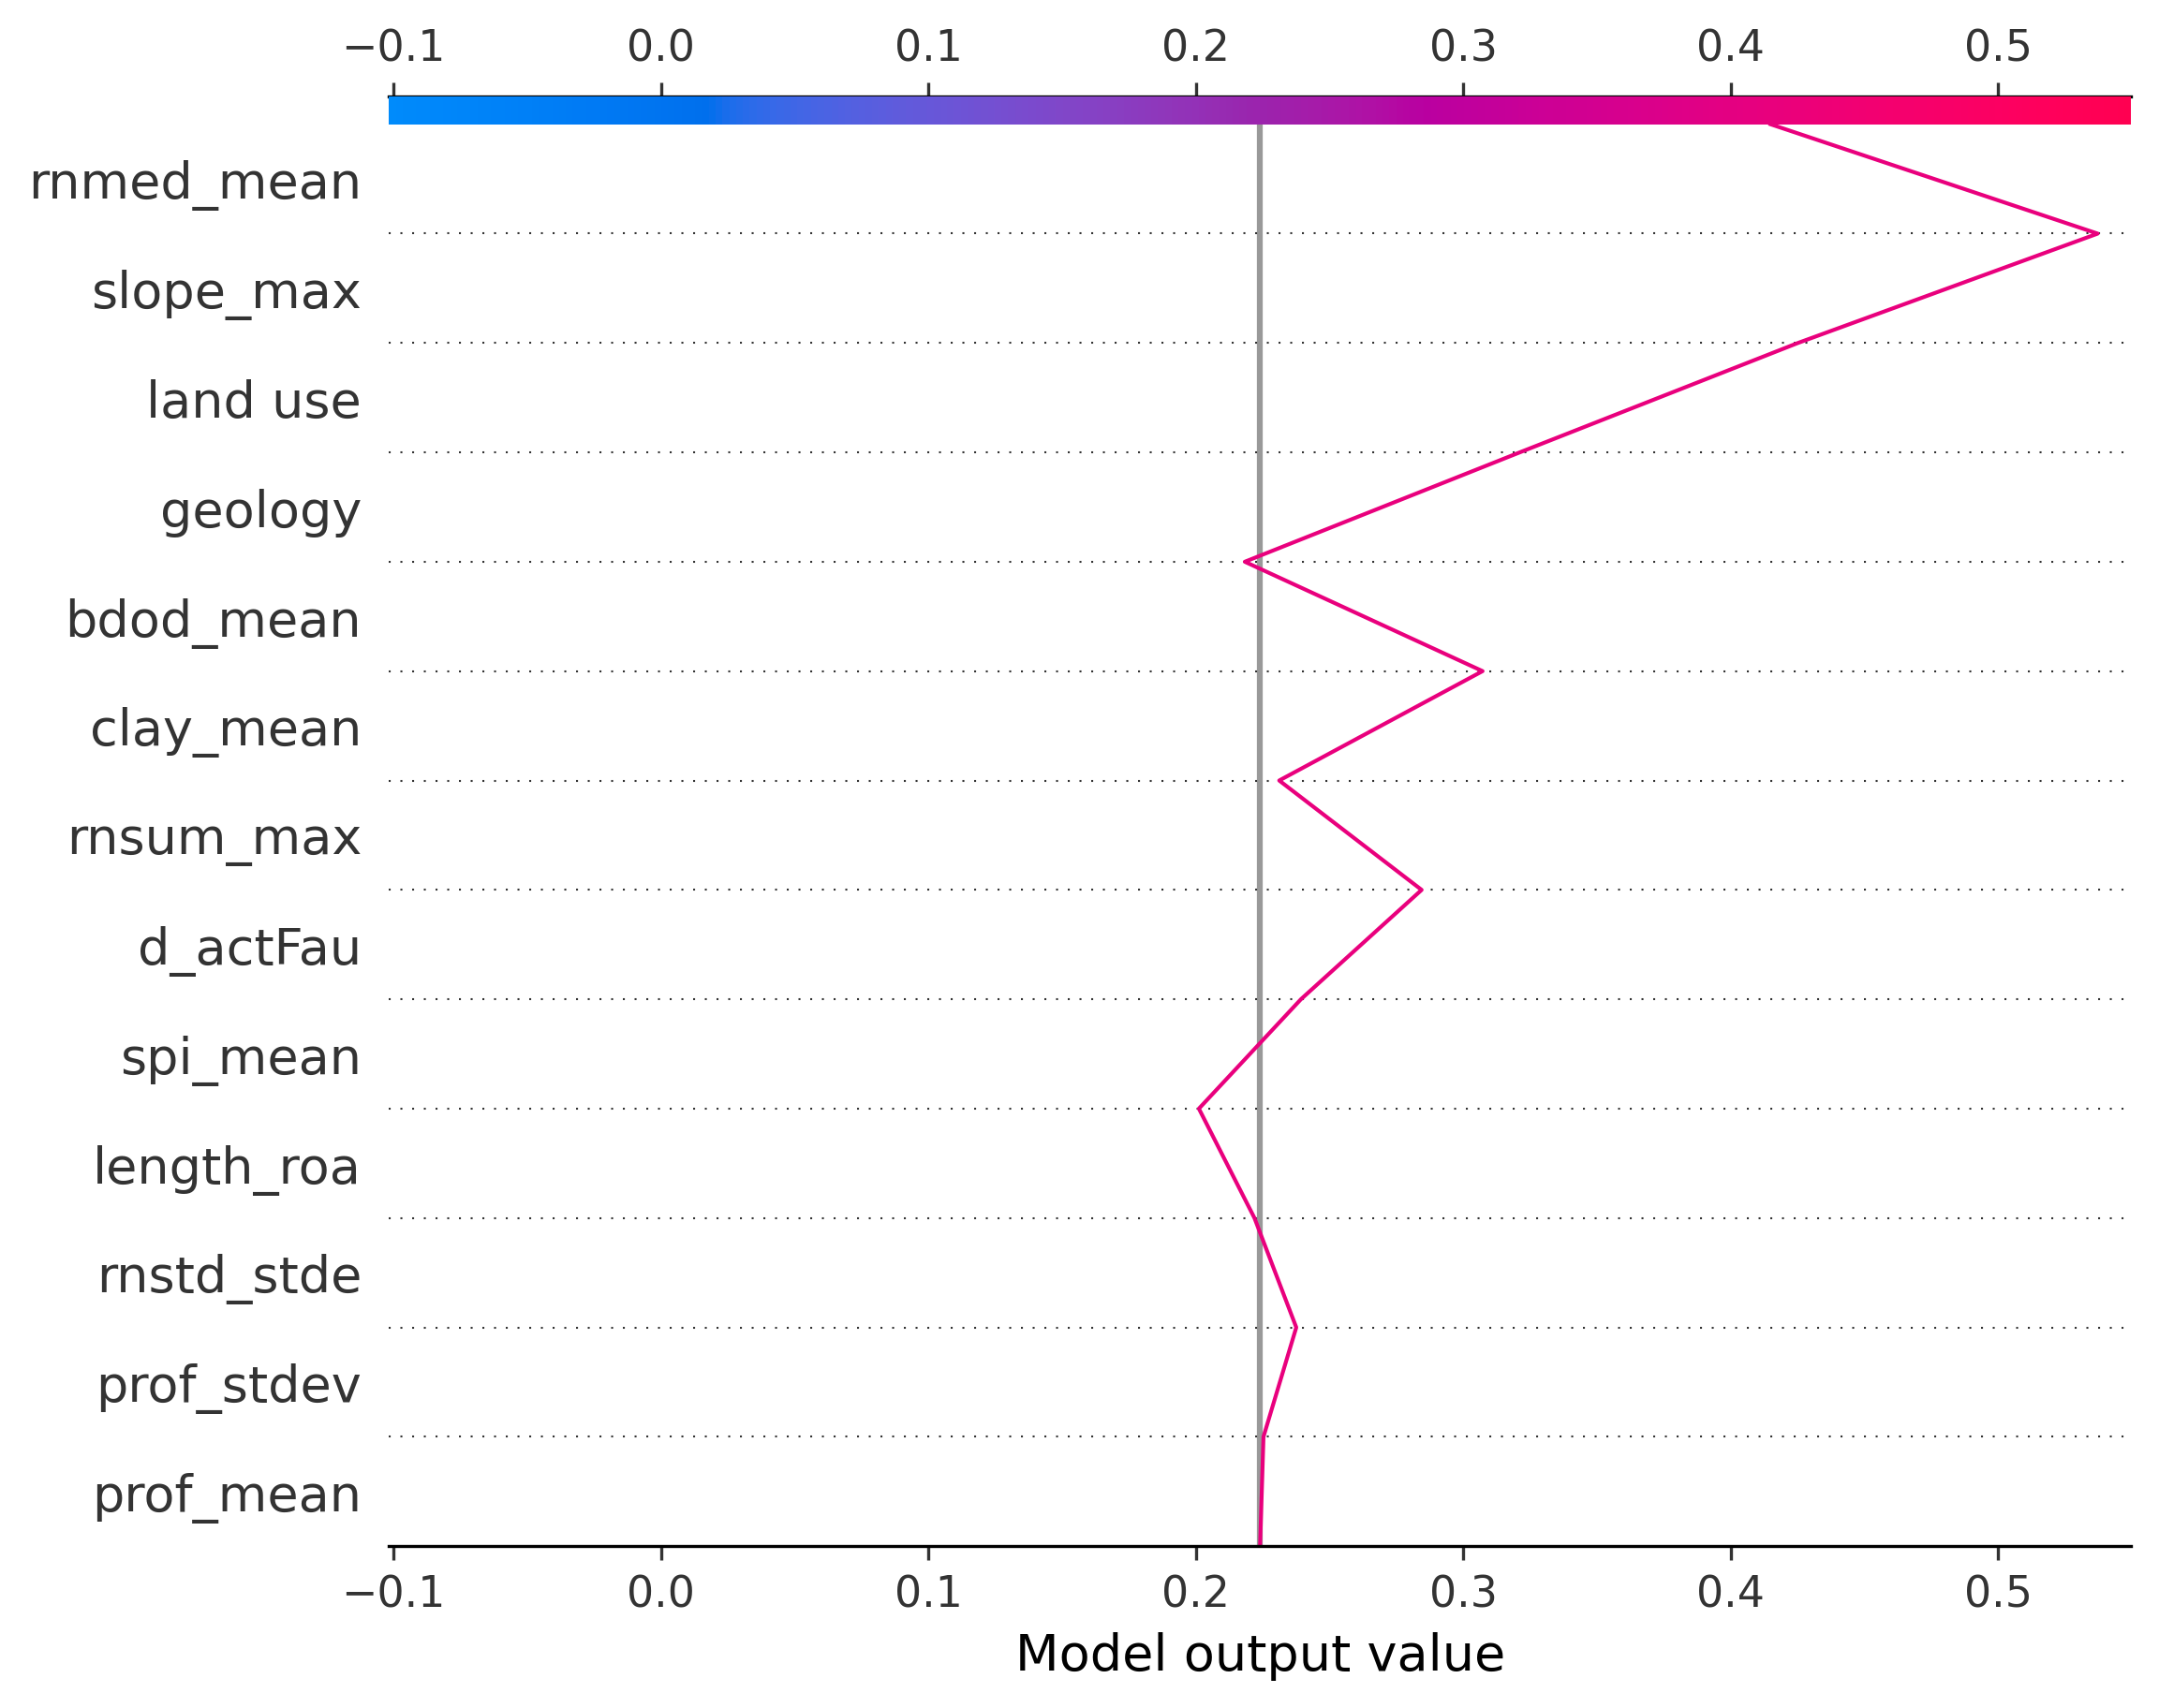 −0.1 0.0 0.1 0.2 0.3 0.4 0.5
rnmed_mean
slope_max
land use
geology
bdod_mean
clay_mean
rnsum_max
d_actFau
spi_mean
length_roa
rnstd_stde
prof_stdev
prof_mean
−0.1 0.0 0.1 0.2 0.3 0.4 0.5
Model output value